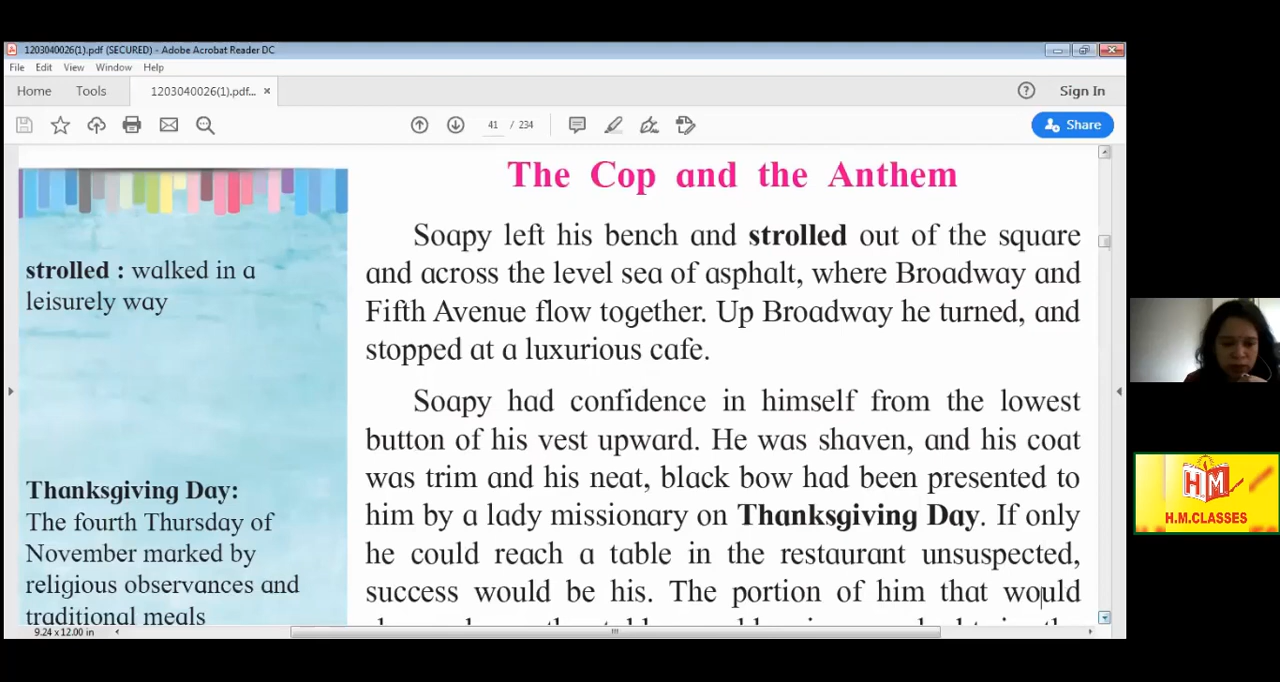 1203040026(1).pdf (SECURED) - Adobe Acrobat Reader DC
File Edit View Window Help
Home Tools 1203040026(1).pdf... × Sign In
41 / 234 Share
The Cop and the Anthem
Soapy left his bench and strolled out of the square
and across the level sea of asphalt, where Broadway and
Fifth Avenue flow together. Up Broadway he turned, and
stopped at a luxurious cafe.
Soapy had confidence in himself from the lowest
button of his vest upward. He was shaven, and his coat
was trim and his neat, black bow had been presented to
him by a lady missionary on Thanksgiving Day. If only
he could reach a table in the restaurant unsuspected,
success would be his. The portion of him that would
strolled : walked in a
leisurely way
Thanksgiving Day:
The fourth Thursday of
November marked by
religious observances and
traditional meals
9.24 x 12.00 in
HM
H.M.CLASSES